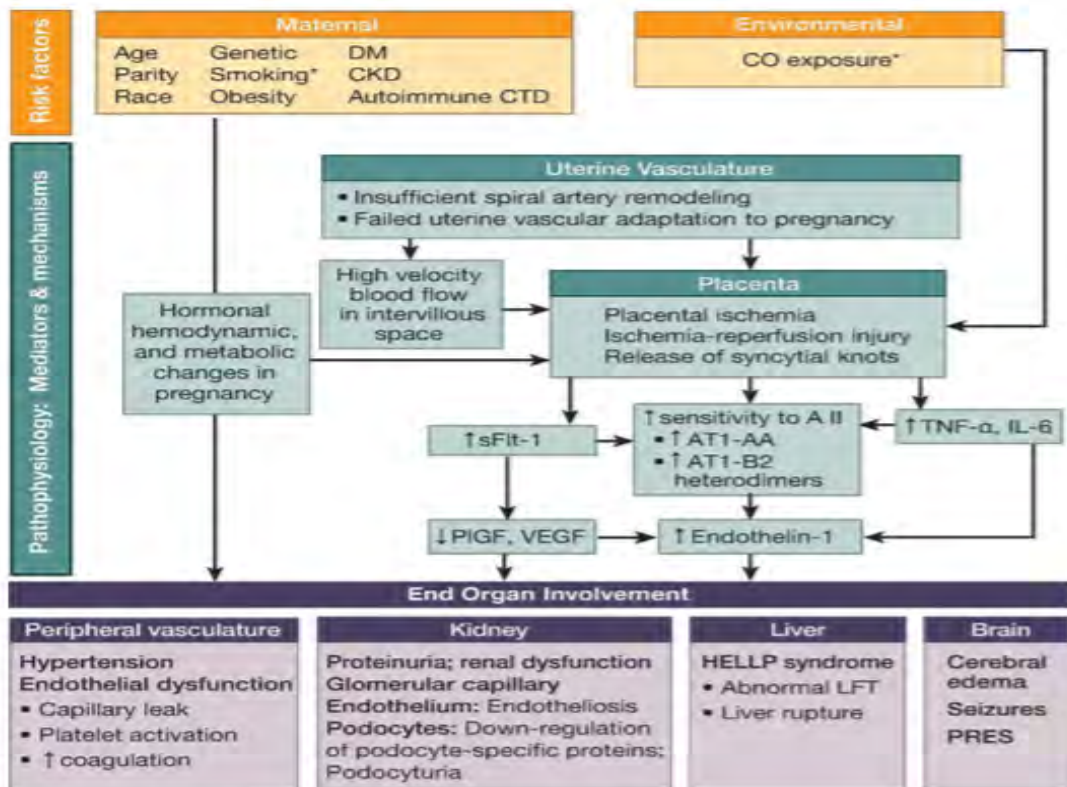 Risk factors
Maternal
Age Genetic DM
Parity Smoking* CKD
Race Obesity Autoimmune CTD
Environmental
CO exposure*
Pathology: Mediators & mechanisms
Uterine Vasculature
▪ Insufficient spiral artery remodeling
▪ Failed uterine vascular adaptation to pregnancy
High velocity
blood flow
in intervillous
space
Placenta
Placental ischemia
Ischemia-reperfusion injury
Release of syncytial knots
Hormonal
hemodynamic,
and metabolic
changes in
pregnancy
↑sFlt-1
↑sensitivity to A II
▪ ↑AT1-AA
▪ ↑AT1-B2
heterodimers
↑TNF-α, IL-6
↓PlGF, VEGF
↑Endothelin-1
End Organ Involvement
Peripheral vasculature
Hypertension
Endothelial dysfunction
▪ Capillary leak
▪ Platelet activation
▪ ↑coagulation
Kidney
Proteinuria; renal dysfunction
Glomerular capillary
Endothelium: Endotheliosis
Podocytes: Down-regulation
of podocyte-specific proteins;
Podocyturia
Liver
HELLP syndrome
▪ Abnormal LFT
▪ Liver rupture
Brain
Cerebral
edema
Seizures
PRES